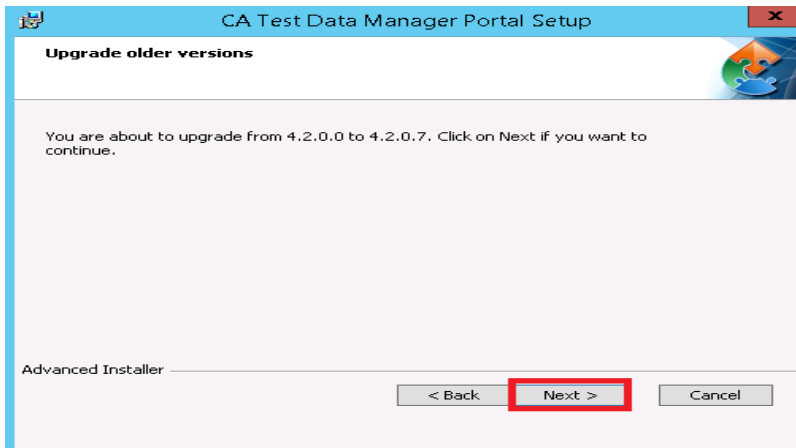 CA Test Data Manager Portal Setup
x
Upgrade older versions
You are about to upgrade from 4.2.0.0 to 4.2.0.7. Click on Next if you want to
continue.
Advanced Installer
< Back Next > Cancel